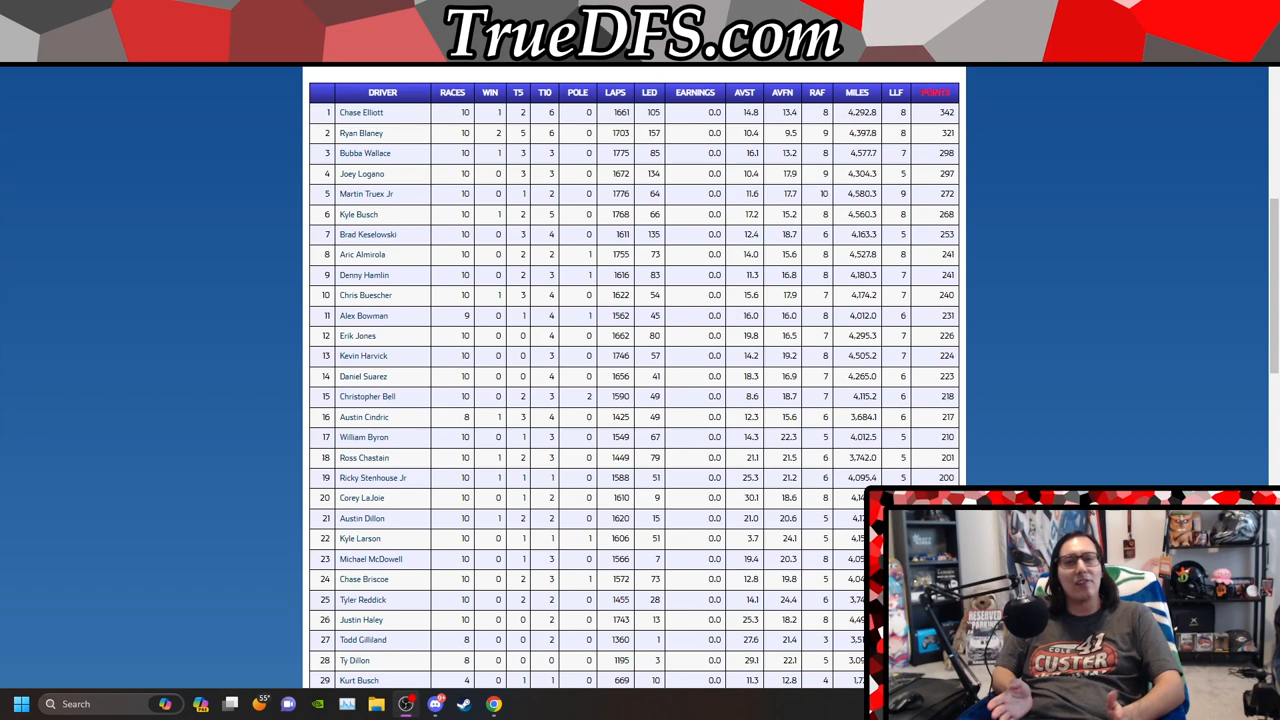 TrueDFS.com
DRIVER RACES WIN T5 T10 POLE LAPS LED EARNINGS AVST AVFN RAF MILES LLF POINTS
1 Chase Elliott 10 1 2 6 0 1661 105 0.0 14.8 13.4 8 4,292.8 8 342
2 Ryan Blaney 10 2 5 6 0 1703 157 0.0 10.4 9.5 9 4,397.8 8 321
3 Bubba Wallace 10 1 3 3 0 1775 85 0.0 16.1 13.2 8 4,577.7 7 298
4 Joey Logano 10 0 3 3 0 1672 134 0.0 10.4 17.9 9 4,304.3 5 297
5 Martin Truex Jr 10 0 1 2 0 1776 64 0.0 11.6 17.7 10 4,580.3 9 272
6 Kyle Busch 10 1 2 5 0 1768 66 0.0 17.2 15.2 8 4,560.3 8 268
7 Brad Keselowski 10 0 3 4 0 1611 135 0.0 12.4 18.7 6 4,163.3 5 253
8 Aric Almirola 10 0 2 2 1 1755 73 0.0 14.0 15.6 8 4,527.8 8 241
9 Denny Hamlin 10 0 2 3 1 1616 83 0.0 11.3 16.8 8 4,180.3 7 241
10 Chris Buescher 10 1 3 4 0 1622 54 0.0 15.6 17.9 7 4,174.2 7 240
11 Alex Bowman 9 0 1 4 1 1562 45 0.0 16.0 16.0 8 4,012.0 6 231
12 Erik Jones 10 0 0 4 0 1662 80 0.0 19.8 16.5 7 4,295.3 7 226
13 Kevin Harvick 10 0 0 3 0 1746 57 0.0 14.2 19.2 8 4,505.2 7 224
14 Daniel Suarez 10 0 0 4 0 1656 41 0.0 18.3 16.9 7 4,265.0 6 223
15 Christopher Bell 10 0 2 3 2 1590 49 0.0 8.6 18.7 7 4,115.2 6 218
16 Austin Cindric 8 1 3 4 0 1425 49 0.0 12.3 15.6 6 3,684.1 6 217
17 William Byron 10 0 1 3 0 1549 67 0.0 14.3 22.3 5 4,012.5 5 210
18 Ross Chastain 10 1 2 3 0 1449 79 0.0 21.1 21.5 6 3,742.0 5 201
19 Ricky Stenhouse Jr 10 1 1 1 0 1588 51 0.0 25.3 21.2 6 4,095.4 5 200
20 Corey LaJoie 10 0 1 2 0 1610 9 0.0 30.1 18.6 8
21 Austin Dillon 10 1 2 2 0 1620 15 0.0 21.0 20.6 5
22 Kyle Larson 10 0 1 1 1 1606 51 0.0 3.7 24.1 5
23 Michael McDowell 10 0 1 3 0 1566 7 0.0 19.4 20.3 8
24 Chase Briscoe 10 0 2 3 1 1572 73 0.0 12.8 19.8 5
25 Tyler Reddick 10 0 2 2 0 1455 28 0.0 14.1 24.4 6
26 Justin Haley 10 0 0 2 0 1743 13 0.0 25.3 18.2 8
27 Todd Gilliland 8 0 0 2 0 1360 1 0.0 27.6 21.4 3
28 Ty Dillon 8 0 0 0 0 1195 3 0.0 29.1 22.1 5
29 Kurt Busch 4 0 1 1 0 669 10 0.0 11.3 12.8 4
RESERVED
PARKING
COLE 41
CUSTER
Search
55°